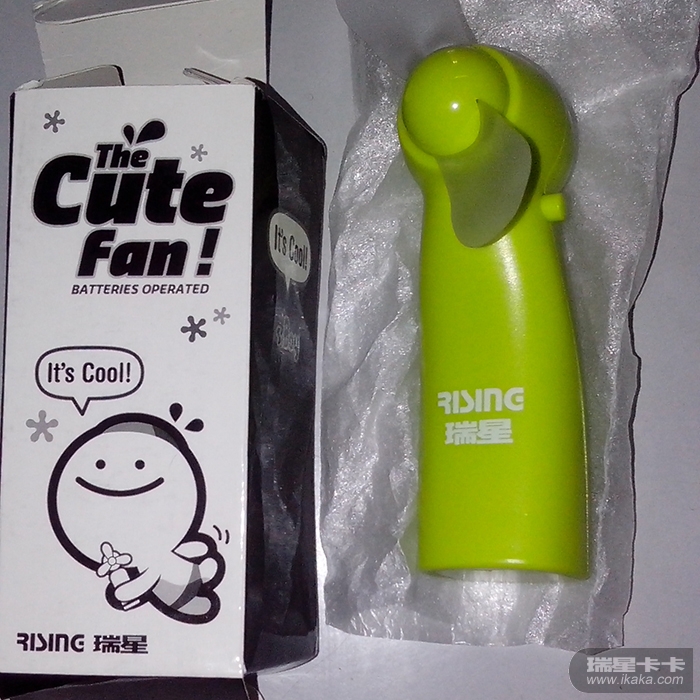 The
Cute
Fan!
BATTERIES OPERATED
It's Cool!
RISING 瑞星
It's Cool!
RISING
瑞星
瑞星卡卡
www.ikaka.com